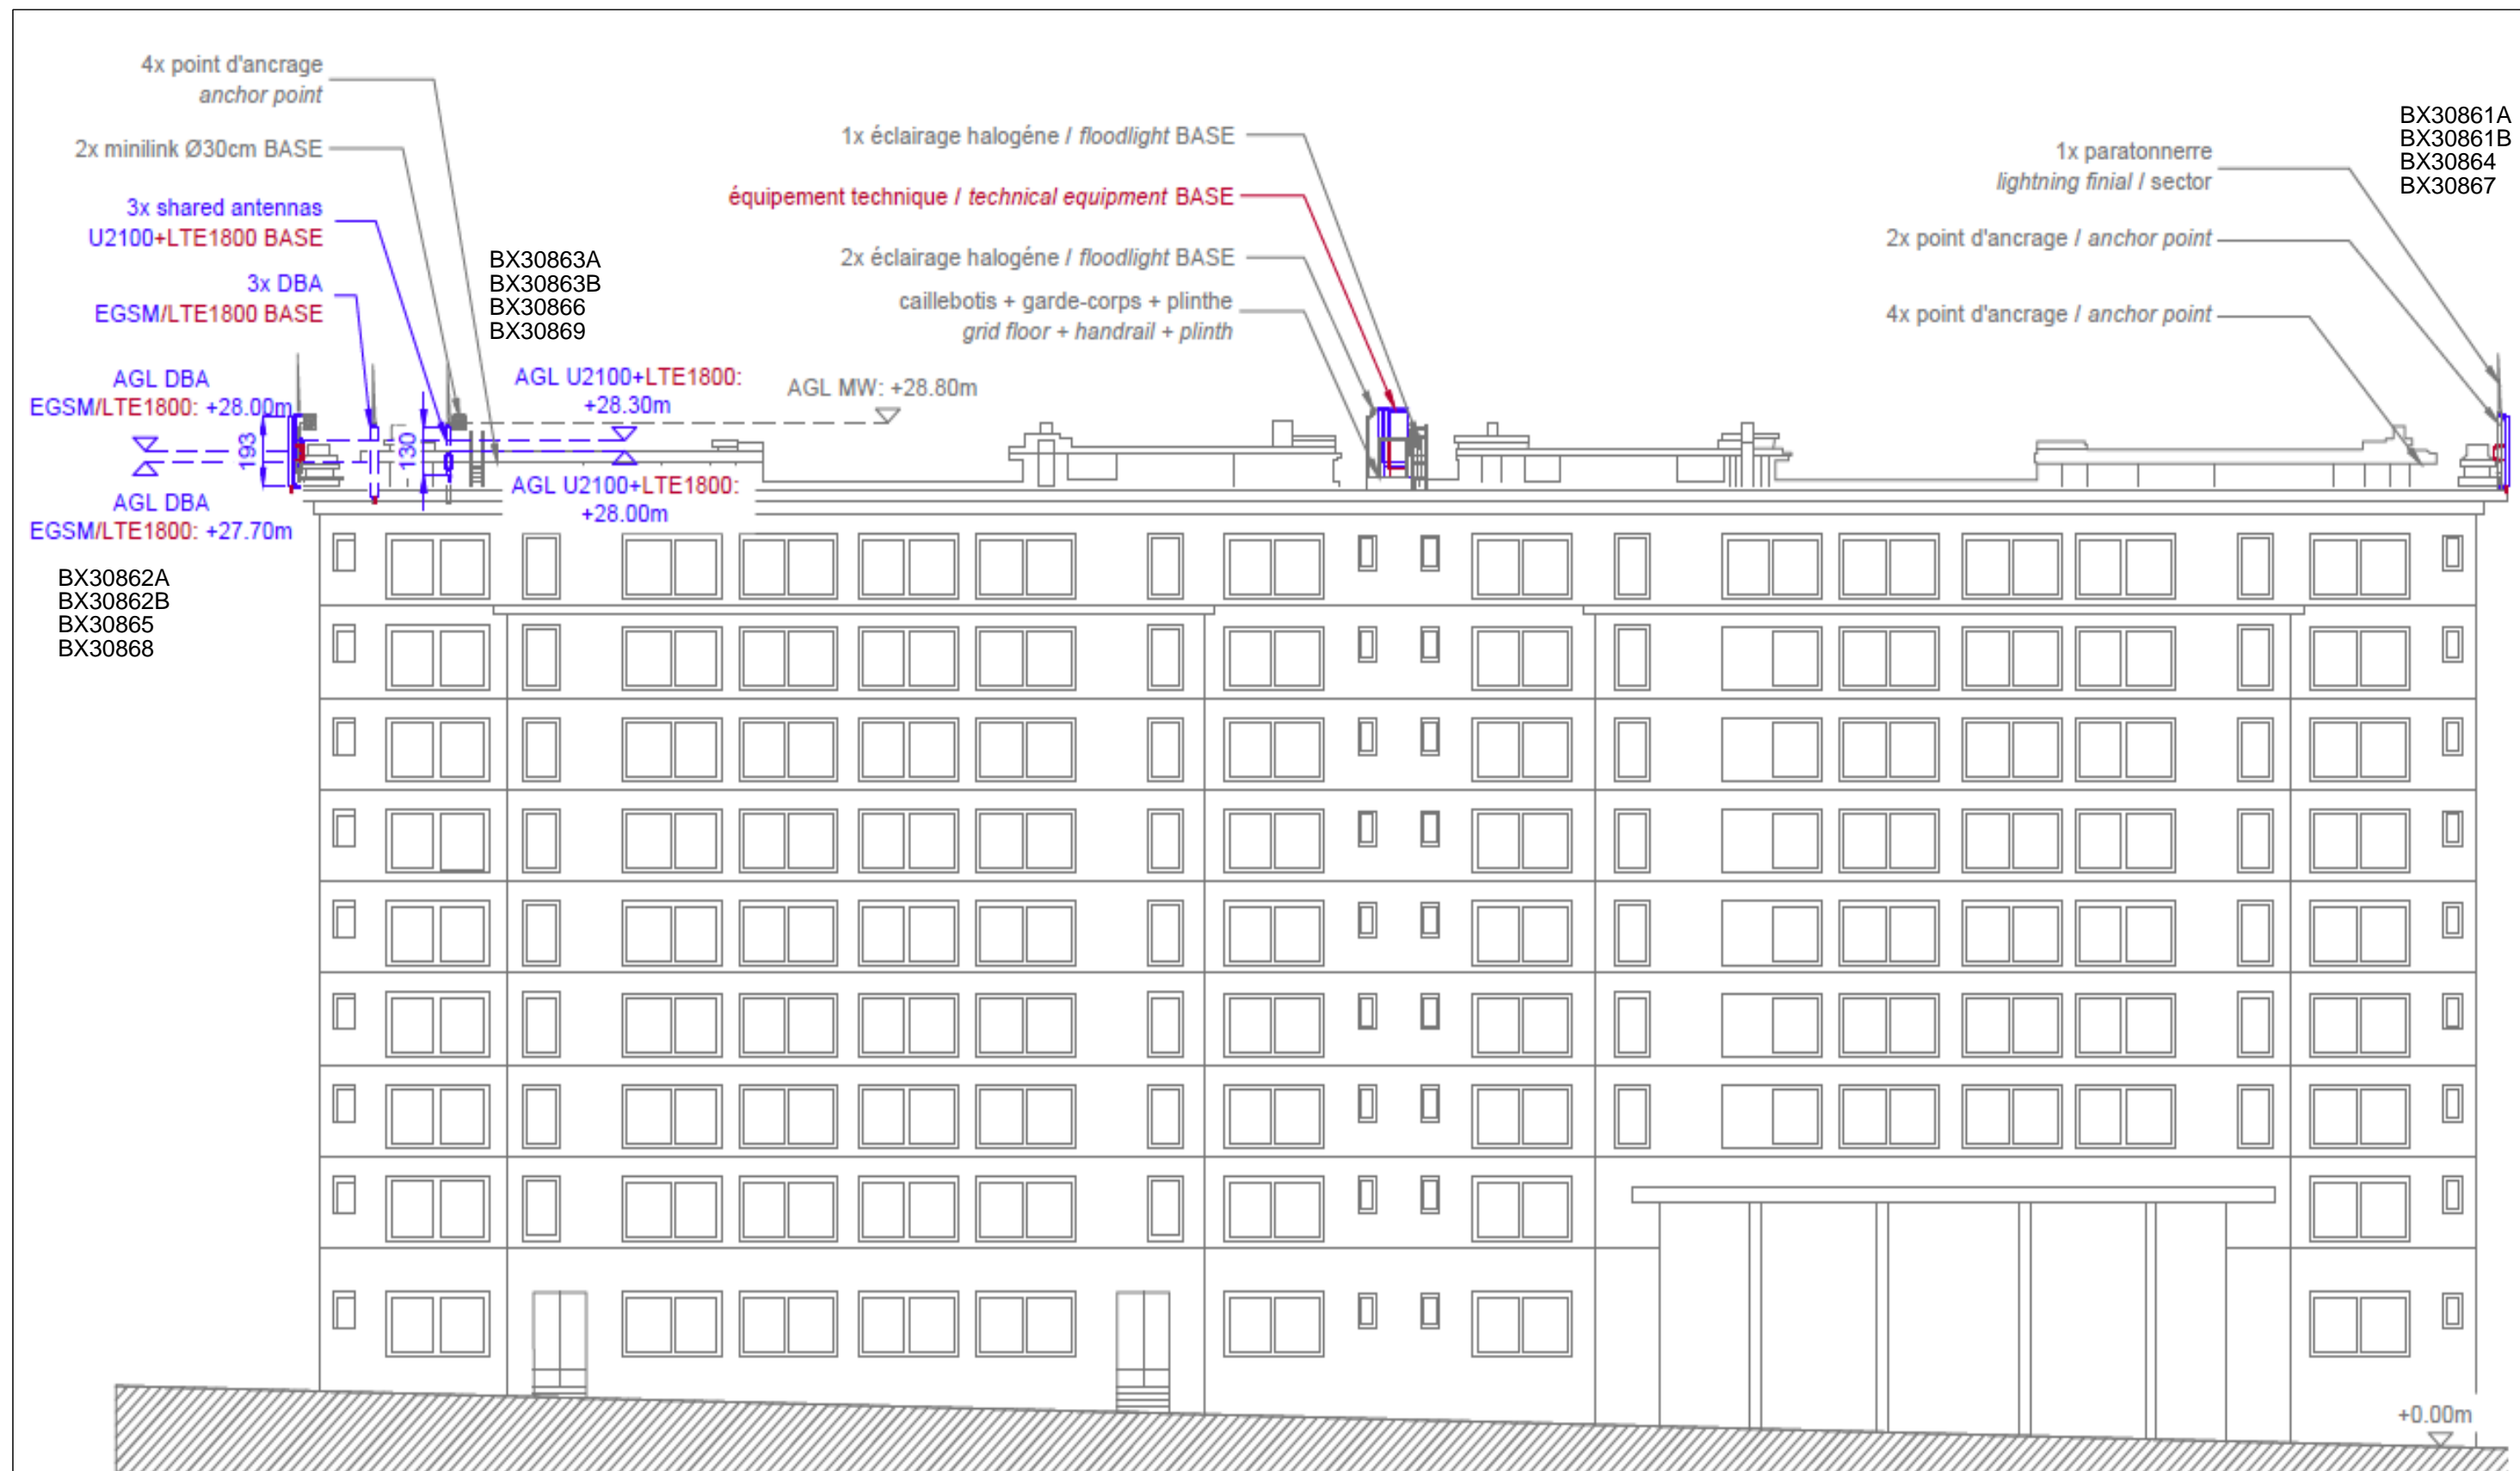 4x point d'ancrage
anchor point
2x minilink Ø30cm BASE
3x shared antennas
U2100+LTE1800 BASE
3x DBA
EGSM/LTE1800 BASE
BX30863A
BX30863B
BX30866
BX30869
1x éclairage halogéne / floodlight BASE
équipement technique / technical equipment BASE
2x éclairage halogéne / floodlight BASE
caillebotis + garde-corps + plinthe
grid floor + handrail + plinth
BX30861A
BX30861B
BX30864
BX30867
1x paratonnerre
lightning finial / sector
2x point d'ancrage / anchor point
4x point d'ancrage / anchor point
AGL DBA
EGSM/LTE1800: +28.00m
193
130
AGL U2100+LTE1800:
+28.30m
AGL MW: +28.80m
AGL DBA
EGSM/LTE1800: +27.70m
AGL U2100+LTE1800:
+28.00m
BX30862A
BX30862B
BX30865
BX30868
+0.00m